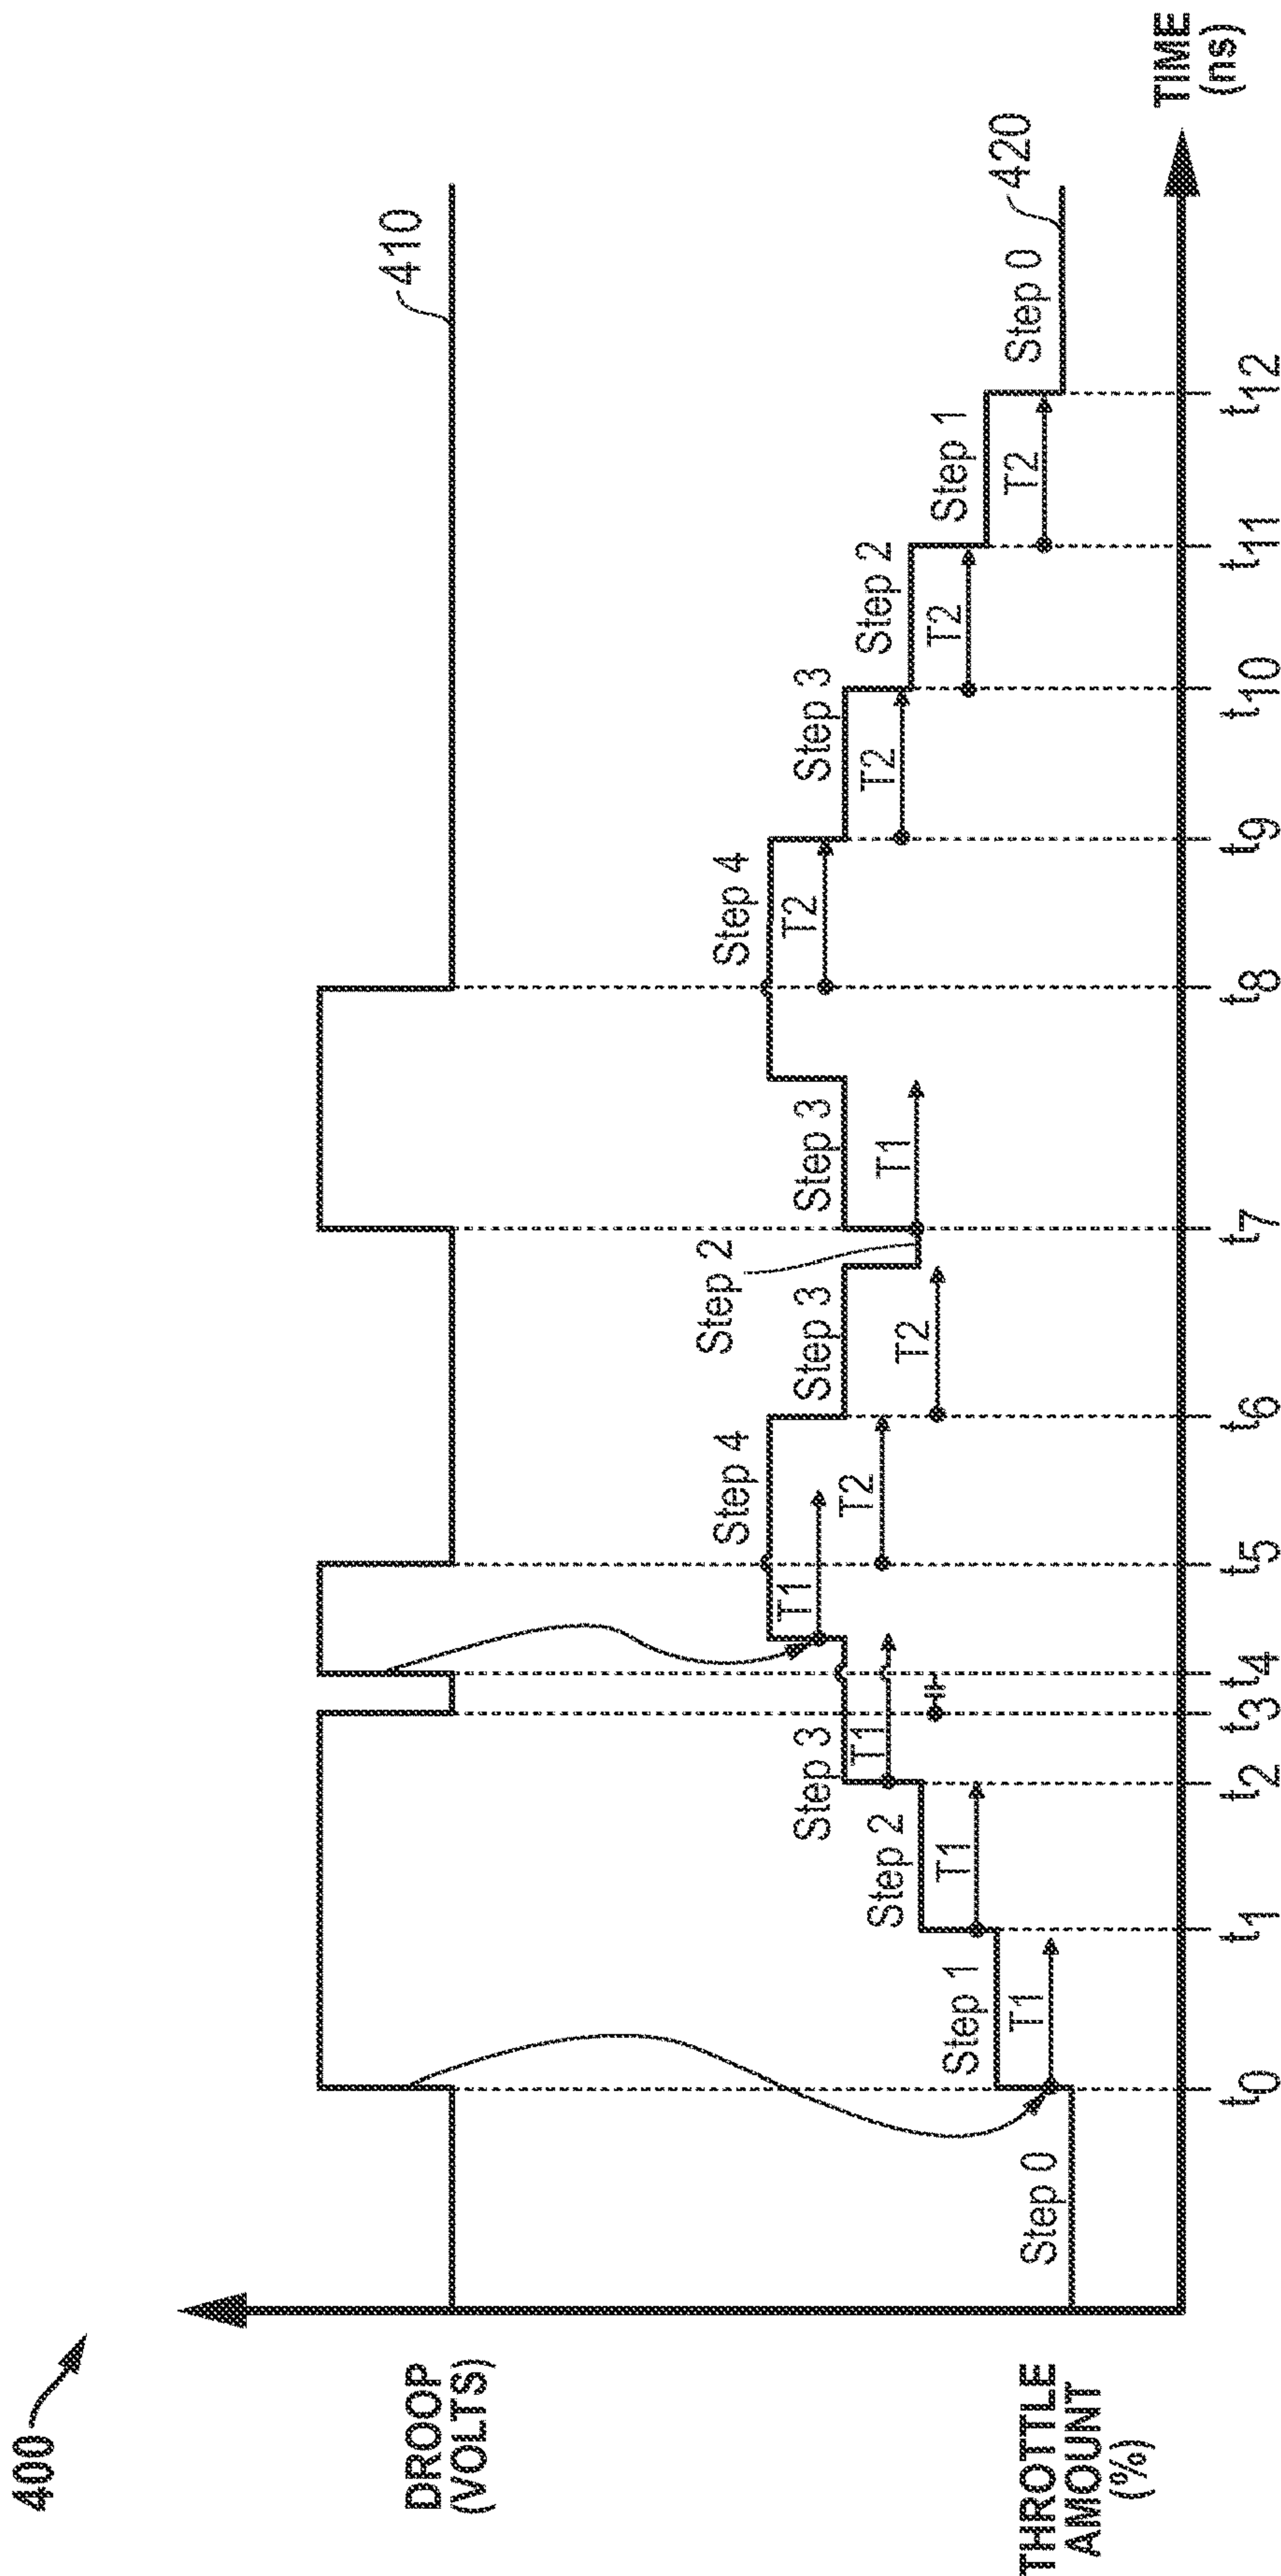 400
DROOP
(VOLTS)
410
THROTTLE
AMOUNT
(%)
Step 0
Step 1
T1
Step 2
T1
Step 3
T1
T1
Step 4
T2
Step 3
T2
Step 2
Step 3
T1
Step 4
T2
Step 3
T2
Step 2
T2
Step 1
T2
Step 0
420
t0
t1
t2
t3
t4
t5
t6
t7
t8
t9
t10
t11
t12
TIME
(ns)